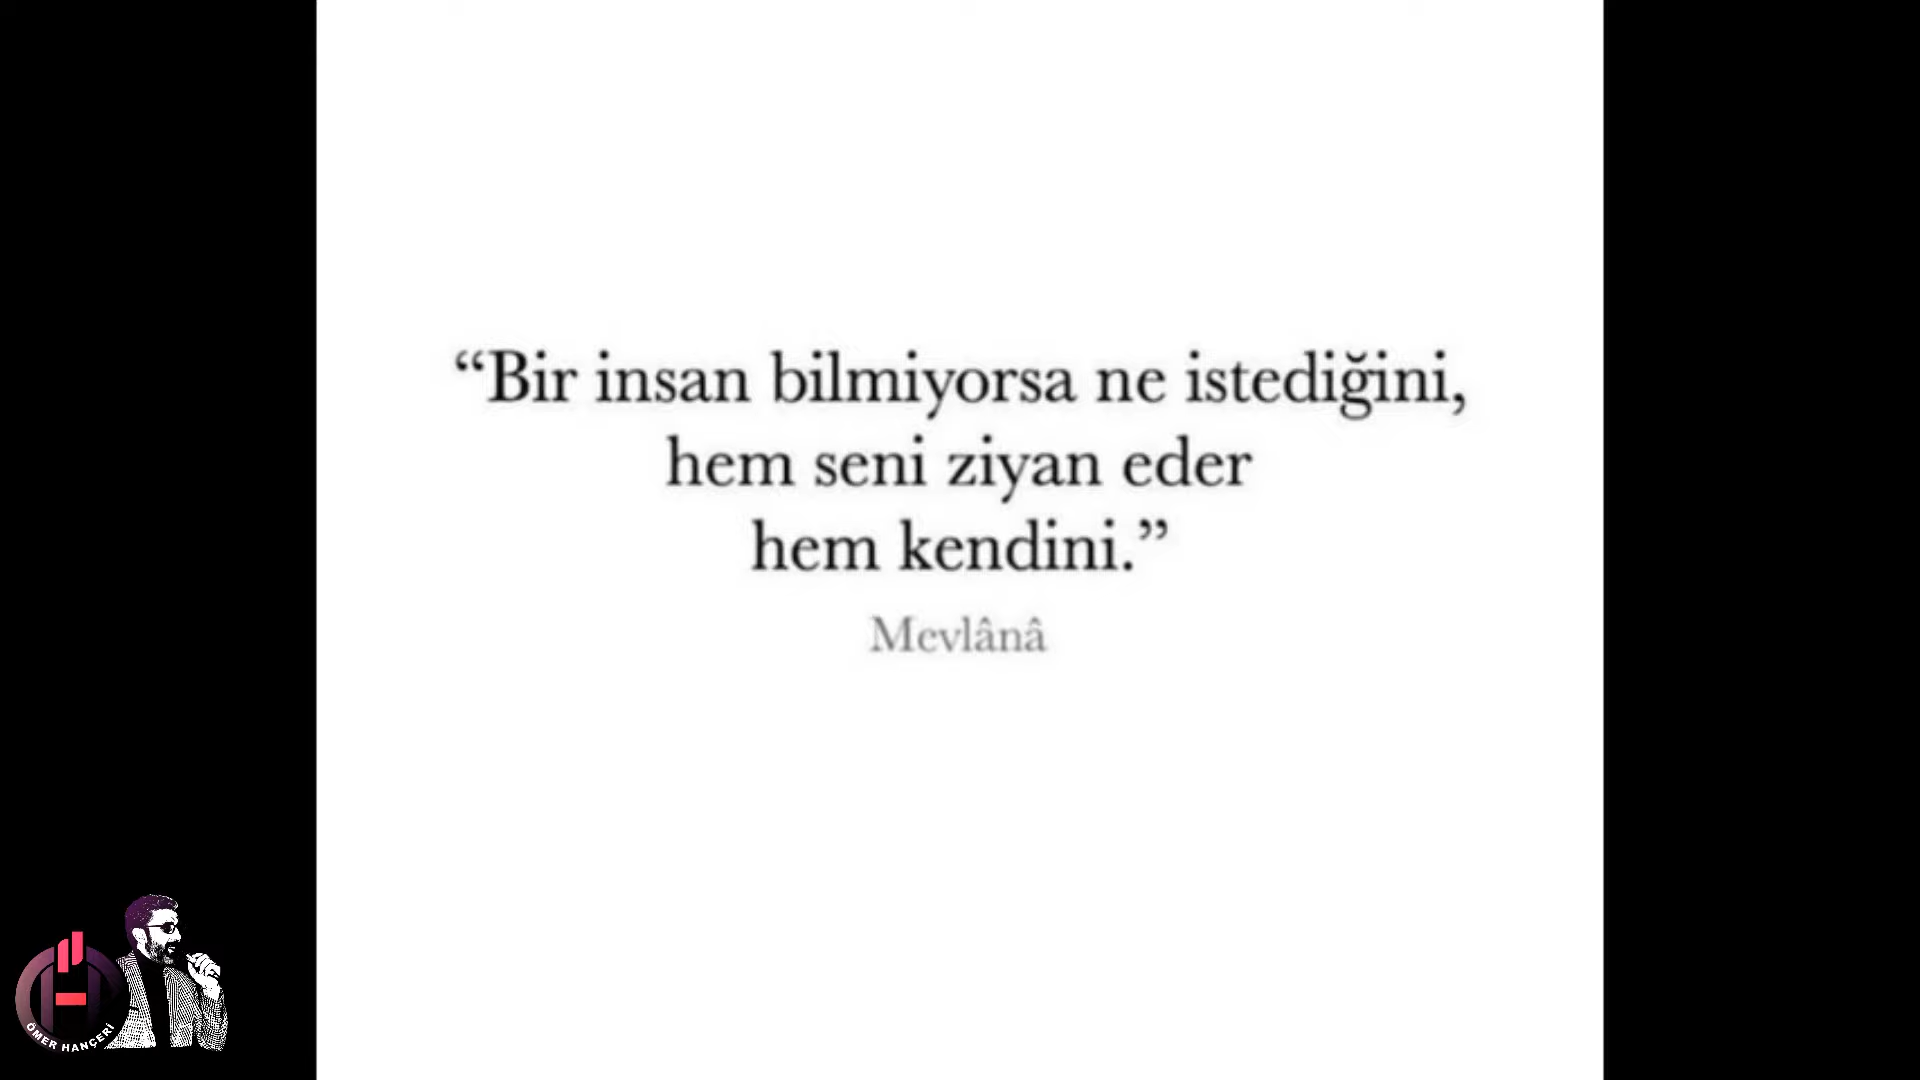 “Bir insan bilmiyorsa ne istediğini,
hem seni ziyan eder
hem kendini.”
Mevlânâ
ÖMER HANÇERİ